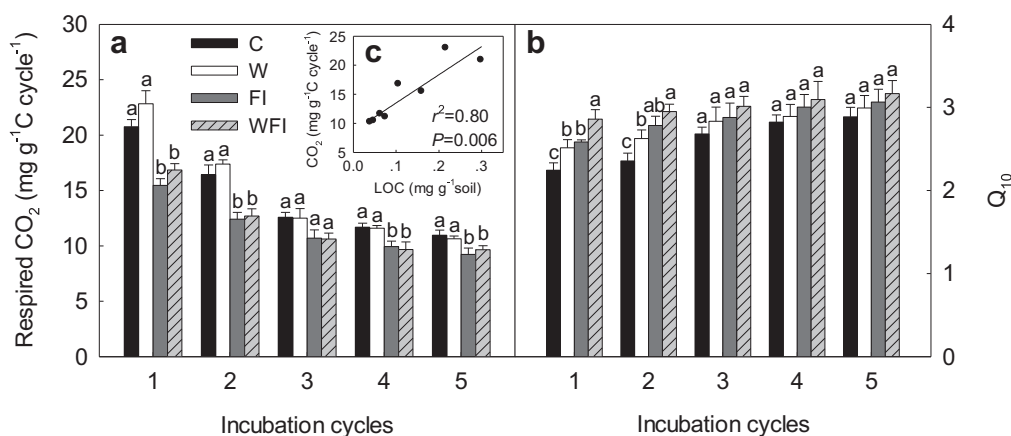 a
C
W
FI
WFI
Respired CO₂ (mg g⁻¹C cycle⁻¹)
30
25
20
15
10
5
0
a a b b
a a b b
a a a a
a a b b
a a b b
1 2 3 4 5
Incubation cycles
c
CO₂ (mg g⁻¹C cycle⁻¹)
25
20
15
10
5
r²=0.80
P=0.006
0.0 .1 .2 .3
LOC (mg g⁻¹soil)
b
c b b a
c b ab a
a a a a
a a a a
a a a a
4
3
2
1
0
Q₁₀
1 2 3 4 5
Incubation cycles